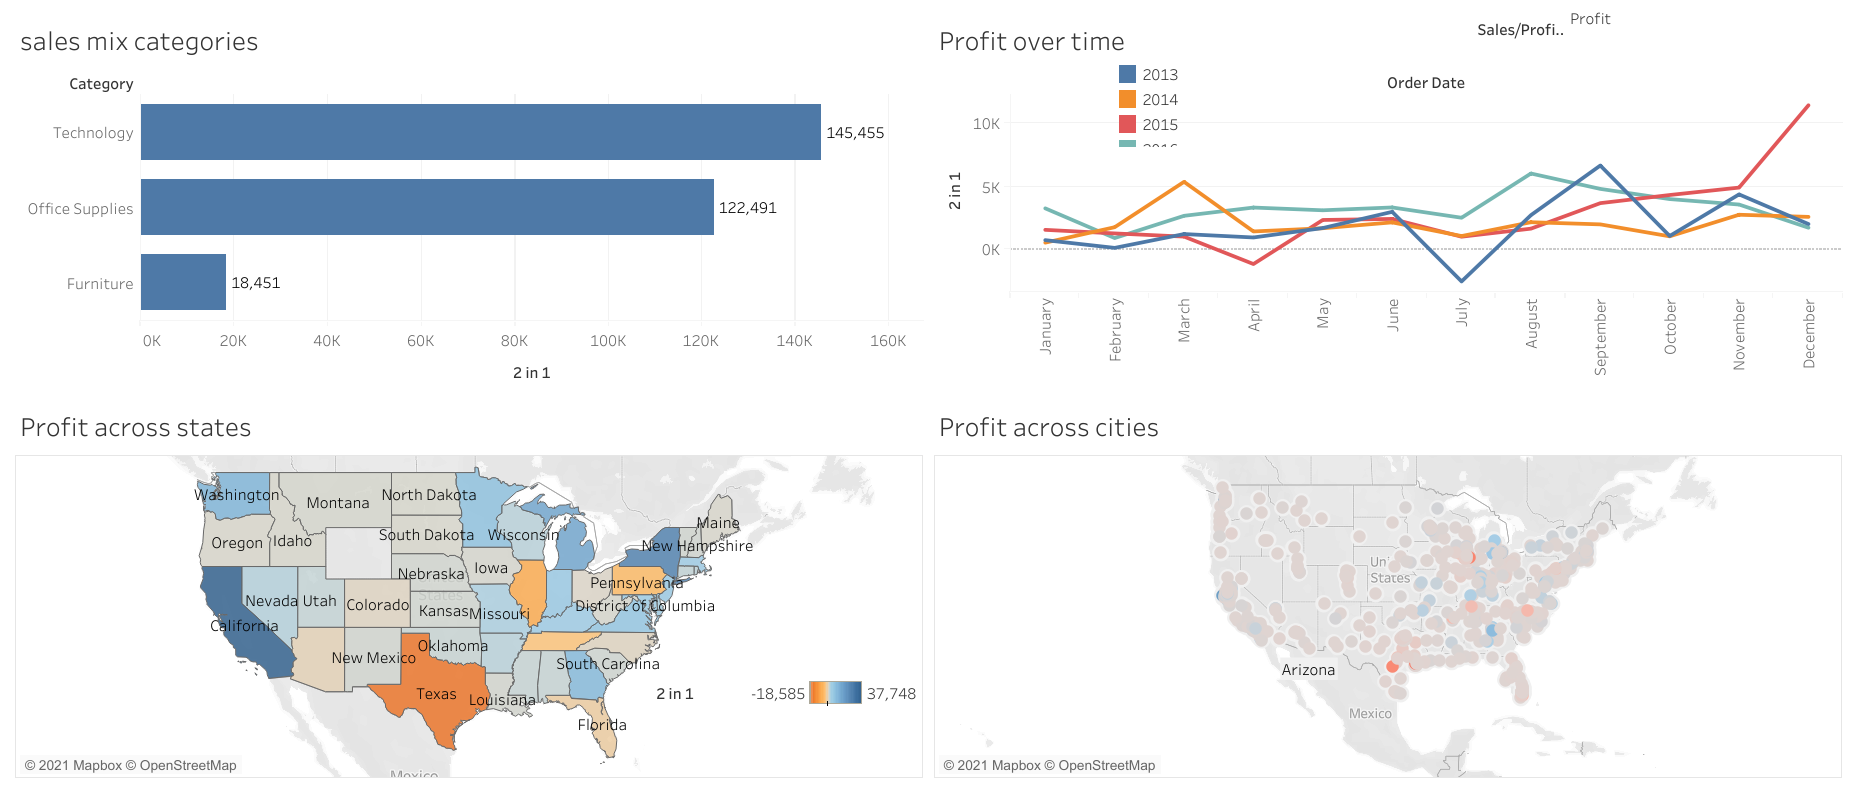 sales mix categories
Category
Technology
145,455
Office Supplies
122,491
Furniture
18,451
0K 20K 40K 60K 80K 100K 120K 140K 160K
2 in 1
Sales/Profi..
Profit
Profit over time
2013
2014
2015
2016
Order Date
10K
5K
0K
2 in 1
January February March April May June July August September October November December
Profit across states
Washington
Montana
North Dakota
Maine
Oregon
Idaho
South Dakota
Wisconsin
New Hampshire
Nebraska
Iowa
Pennsylvania
States
Nevada
Utah
Colorado
Kansas
Missouri
District of Columbia
California
New Mexico
Oklahoma
South Carolina
Texas
Louisiana
Florida
Mexico
2 in 1
-18,585
37,748
© 2021 Mapbox © OpenStreetMap
Profit across cities
Un
States
Arizona
Mexico
© 2021 Mapbox © OpenStreetMap